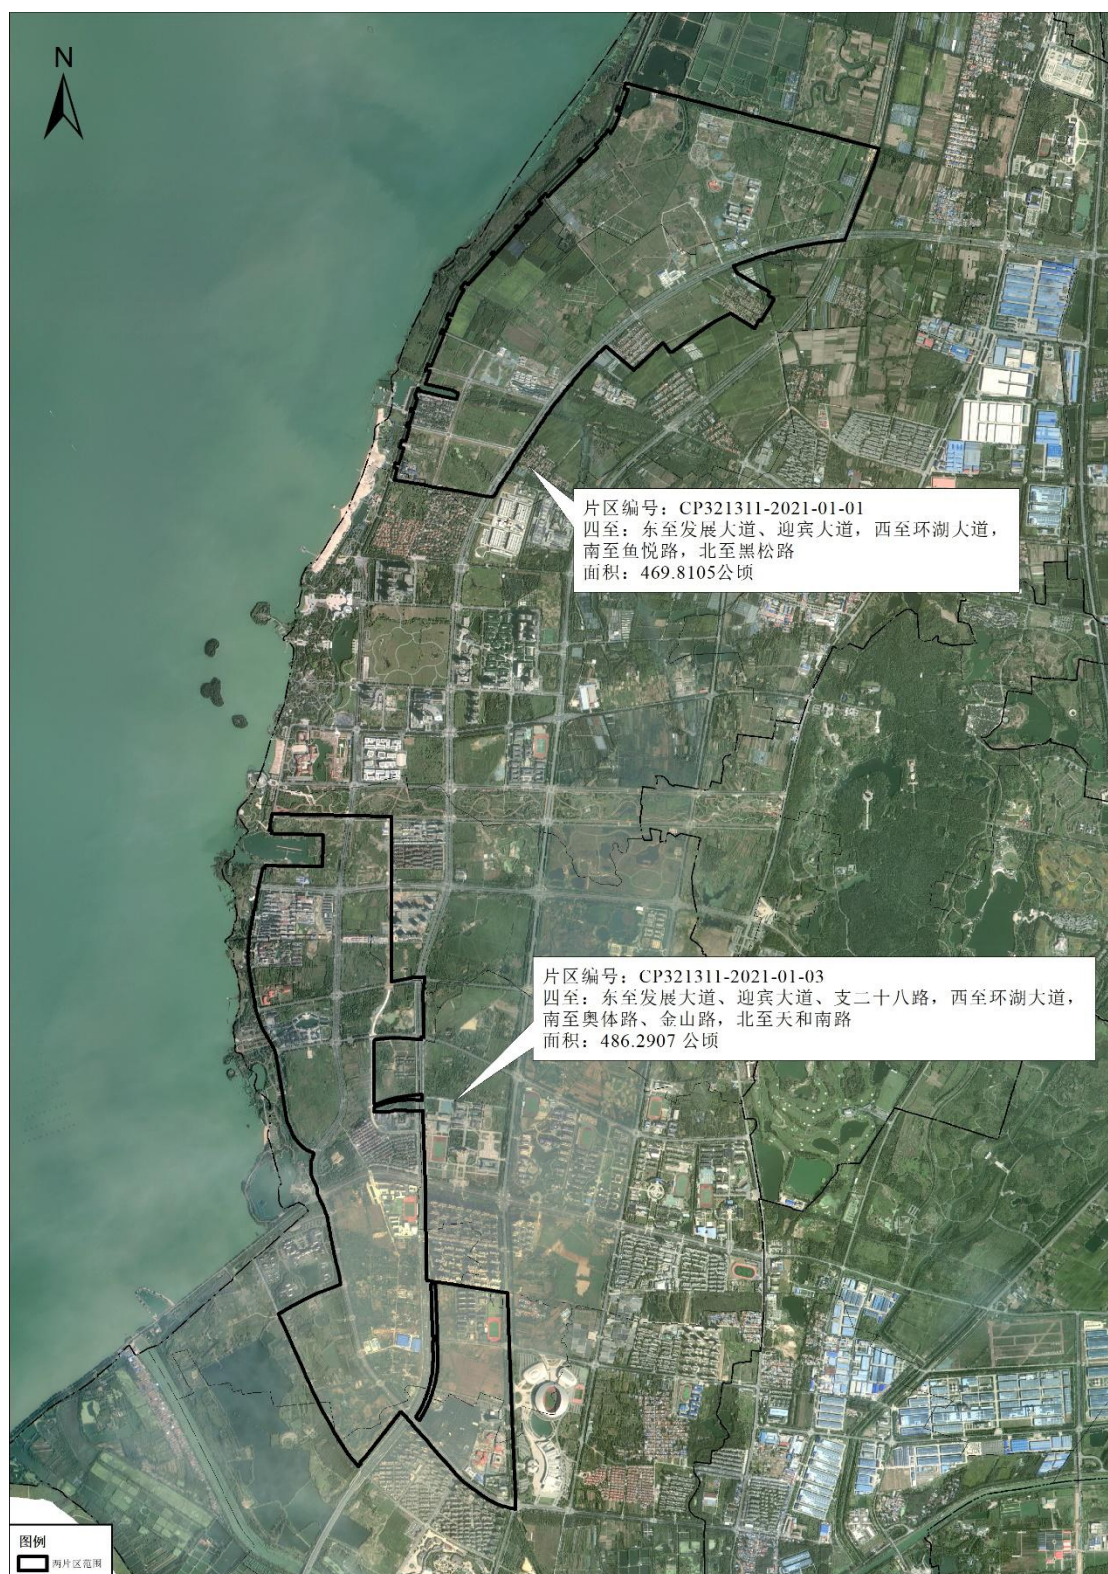 N
片区编号：CP321311-2021-01-01
四至：东至发展大道、迎宾大道，西至环湖大道，
南至鱼悦路，北至黑松路
面积：469.8105公顷
片区编号：CP321311-2021-01-03
四至：东至发展大道、迎宾大道、支二十八路，西至环湖大道，
南至奥体路、金山路，北至天和南路
面积：486.2907 公顷
图例
两片区范围